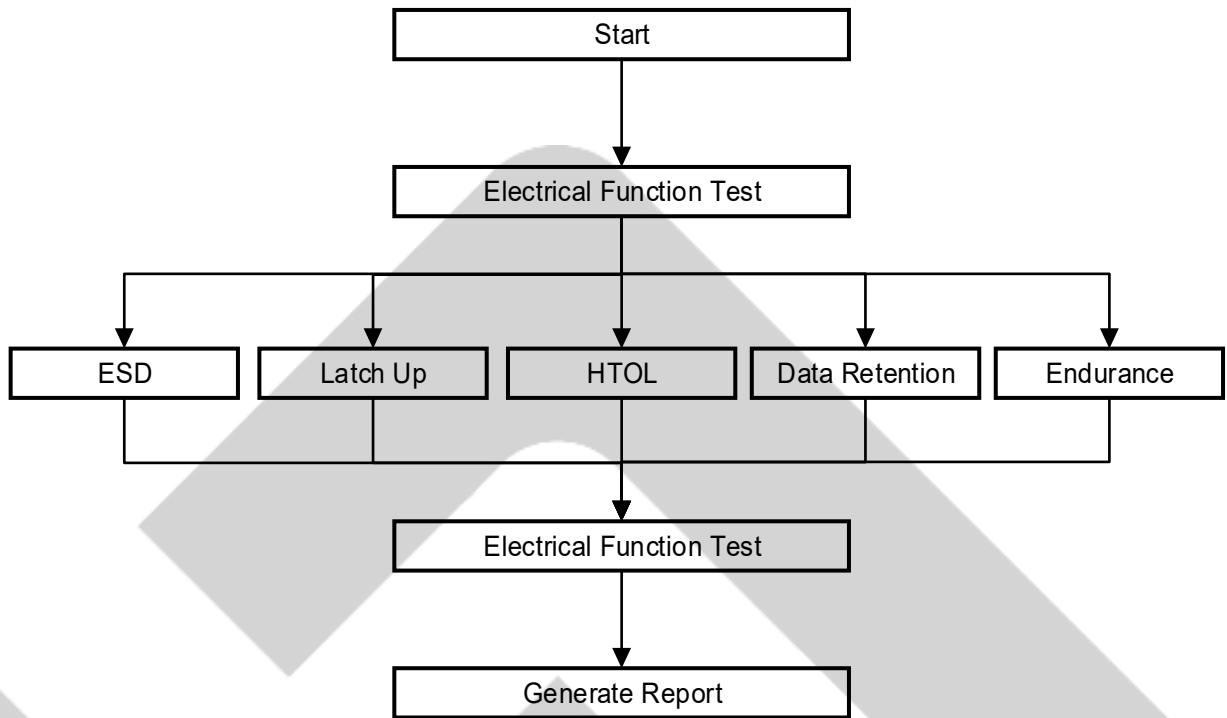 Start
Electrical Function Test
ESD
Latch Up
HTOL
Data Retention
Endurance
Electrical Function Test
Generate Report